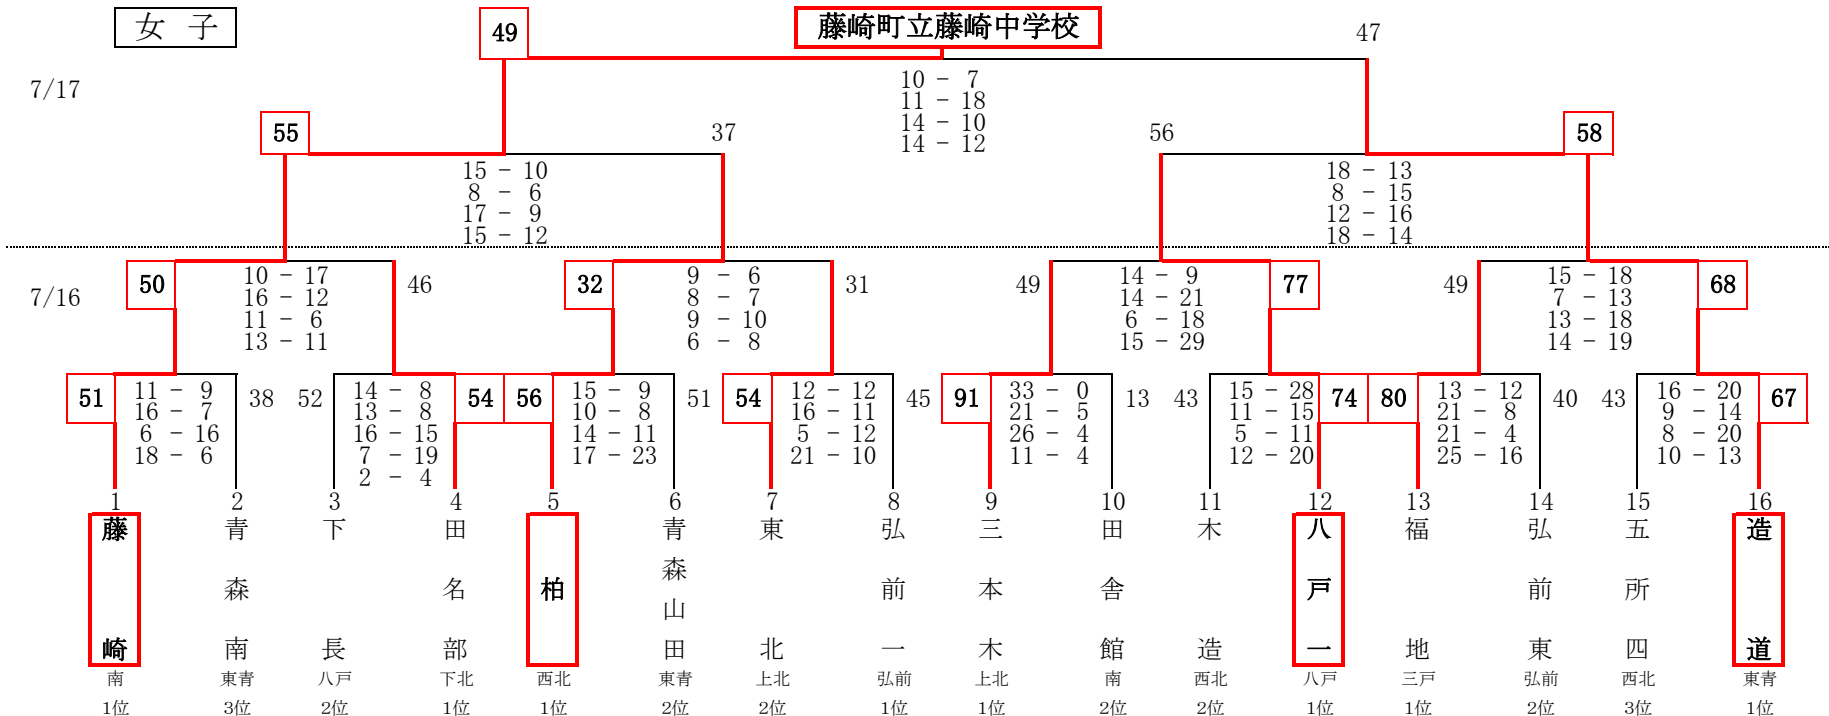 女 子
藤崎町立藤崎中学校
49
47
7/17
10 - 7
11 - 18
14 - 10
14 - 12
55
37
56
58
15 - 10
8 - 6
17 - 9
15 - 12
18 - 13
8 - 15
12 - 16
18 - 14
7/16
50
10 - 17
16 - 12
11 - 6
13 - 11
46
32
9 - 6
8 - 7
9 - 10
6 - 8
31
49
14 - 9
14 - 21
6 - 18
15 - 29
77
49
15 - 18
7 - 13
13 - 18
14 - 19
68
51
11 - 9
16 - 7
6 - 16
18 - 6
38
52
14 - 8
13 - 8
16 - 15
7 - 19
2 - 4
54
56
15 - 9
10 - 8
14 - 11
17 - 23
51
54
12 - 12
16 - 11
5 - 12
21 - 10
45
91
33 - 0
21 - 5
26 - 4
11 - 4
13
43
15 - 28
11 - 15
5 - 11
12 - 20
74
80
13 - 12
21 - 8
21 - 4
25 - 16
40
43
16 - 20
9 - 14
8 - 20
10 - 13
67
1 2 3 4 5 6 7 8 9 10 11 12 13 14 15 16
藤崎
青森南
下長
田名部
柏
青森山田
東北
弘前一
三本木
田舎館
木造
八戸一
福地
弘前東
五所四
造道
南 東青 八戸 下北 西北 東青 上北 弘前 上北 南 西北 八戸 三戸 弘前 西北 東青
1位 3位 2位 1位 1位 2位 2位 1位 1位 2位 2位 1位 1位 2位 3位 1位